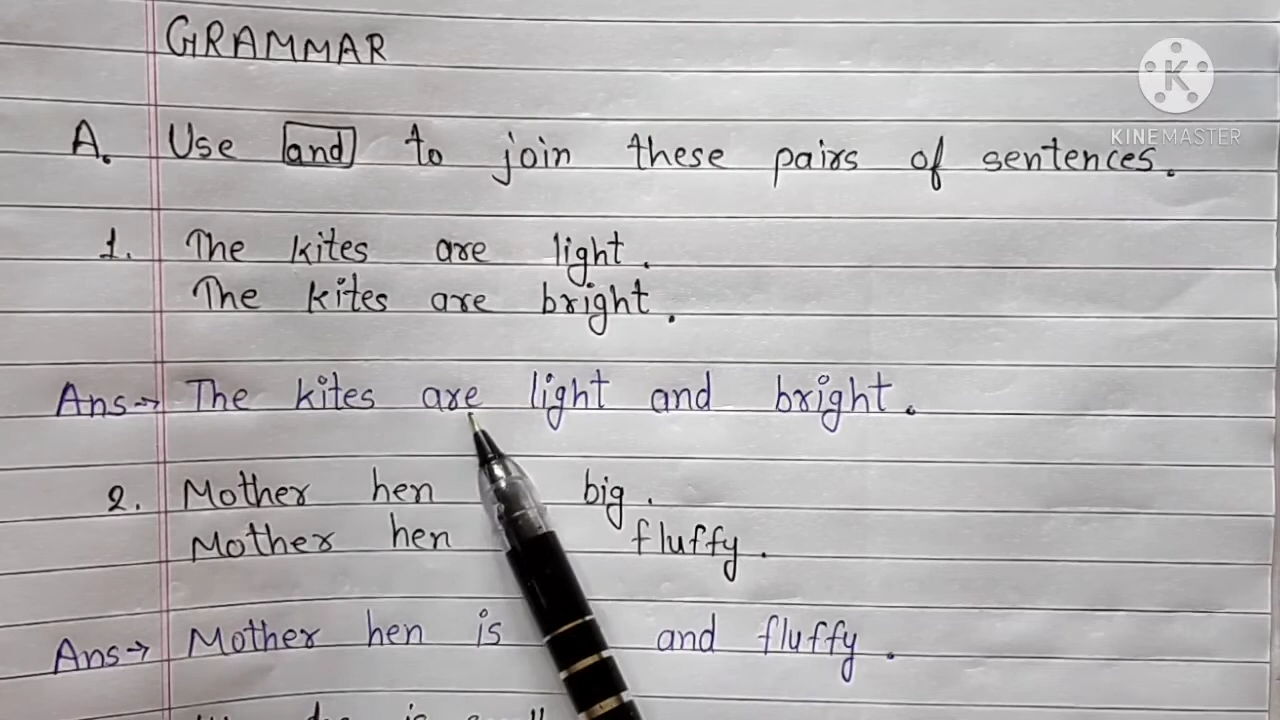 GRAMMAR
KINEMASTER
A. Use and to join these pairs of sentences.
1. The kites are light.
The kites are bright.
Ans→ The kites are light and bright.
2. Mother hen big.
Mother hen fluffy.
Ans→ Mother hen is and fluffy.
is